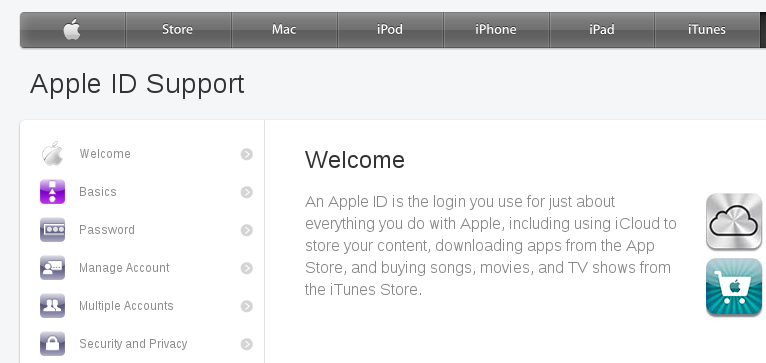 Store Mac iPod iPhone iPad iTunes
Apple ID Support
Welcome
Basics
Password
Manage Account
Multiple Accounts
Security and Privacy
Welcome
An Apple ID is the login you use for just about
everything you do with Apple, including using iCloud to
store your content, downloading apps from the App
Store, and buying songs, movies, and TV shows from
the iTunes Store.